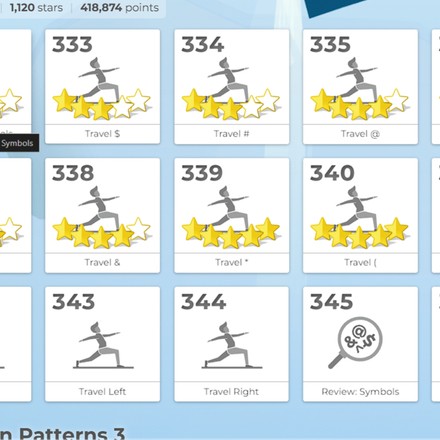 1,120 stars | 418,874 points
333
334
335
Travel $
Travel #
Travel @
Symbols
338
339
340
Travel &
Travel *
Travel (
343
344
345
Travel Left
Travel Right
Review: Symbols
n Patterns 3